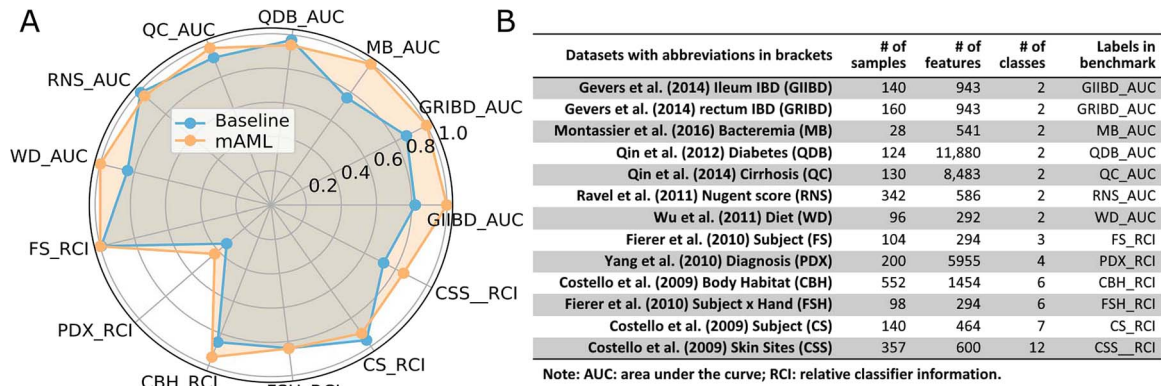 A
QDB_AUC
QC_AUC
MB_AUC
RNS_AUC
GRIBD_AUC
Baseline
mAML
1.0
0.8
0.6
0.4
0.2
WD_AUC
GIIBD_AUC
FS_RCI
CSS__RCI
PDX_RCI
CS_RCI
CBH_RCI
B
Datasets with abbreviations in brackets # of samples # of features # of classes Labels in benchmark
Gevers et al. (2014) Ileum IBD (GIIBD) 140 943 2 GIIBD_AUC
Gevers et al. (2014) rectum IBD (GRIBD) 160 943 2 GRIBD_AUC
Montassier et al. (2016) Bacteremia (MB) 28 541 2 MB_AUC
Qin et al. (2012) Diabetes (QDB) 124 11,880 2 QDB_AUC
Qin et al. (2014) Cirrhosis (QC) 130 8,483 2 QC_AUC
Ravel et al. (2011) Nugent score (RNS) 342 586 2 RNS_AUC
Wu et al. (2011) Diet (WD) 96 292 2 WD_AUC
Fierer et al. (2010) Subject (FS) 104 294 3 FS_RCI
Yang et al. (2010) Diagnosis (PDX) 200 5955 4 PDX_RCI
Costello et al. (2009) Body Habitat (CBH) 552 1454 6 CBH_RCI
Fierer et al. (2010) Subject x Hand (FSH) 98 294 6 FSH_RCI
Costello et al. (2009) Subject (CS) 140 464 7 CS_RCI
Costello et al. (2009) Skin Sites (CSS) 357 600 12 CSS__RCI
Note: AUC: area under the curve; RCI: relative classifier information.